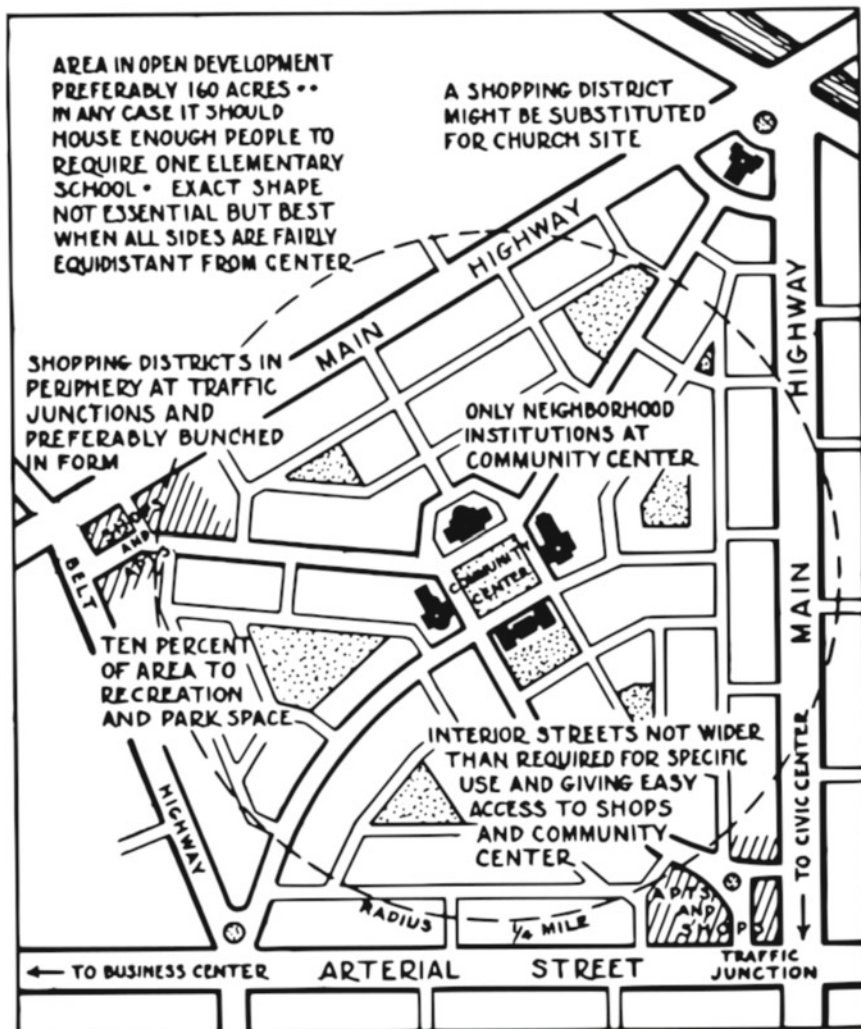 AREA IN OPEN DEVELOPMENT
PREFERABLY 160 ACRES ••
IN ANY CASE IT SHOULD
HOUSE ENOUGH PEOPLE TO
REQUIRE ONE ELEMENTARY
SCHOOL • EXACT SHAPE
NOT ESSENTIAL BUT BEST
WHEN ALL SIDES ARE FAIRLY
EQUIDISTANT FROM CENTER
A SHOPPING DISTRICT
MIGHT BE SUBSTITUTED
FOR CHURCH SITE
MAIN HIGHWAY
HIGHWAY
MAIN
SHOPPING DISTRICTS IN
PERIPHERY AT TRAFFIC
JUNCTIONS AND
PREFERABLY BUNCHED
IN FORM
ONLY NEIGHBORHOOD
INSTITUTIONS AT
COMMUNITY CENTER
SHOPS
AND
BELT
HIGHWAY
COMMUNITY
CENTER
TEN PERCENT
OF AREA TO
RECREATION
AND PARK SPACE
INTERIOR STREETS NOT WIDER
THAN REQUIRED FOR SPECIFIC
USE AND GIVING EASY
ACCESS TO SHOPS
AND COMMUNITY
CENTER
TO CIVIC CENTER
APTS.
AND
SHOPS
RADIUS 1/4 MILE
TO BUSINESS CENTER
ARTERIAL STREET
TRAFFIC
JUNCTION